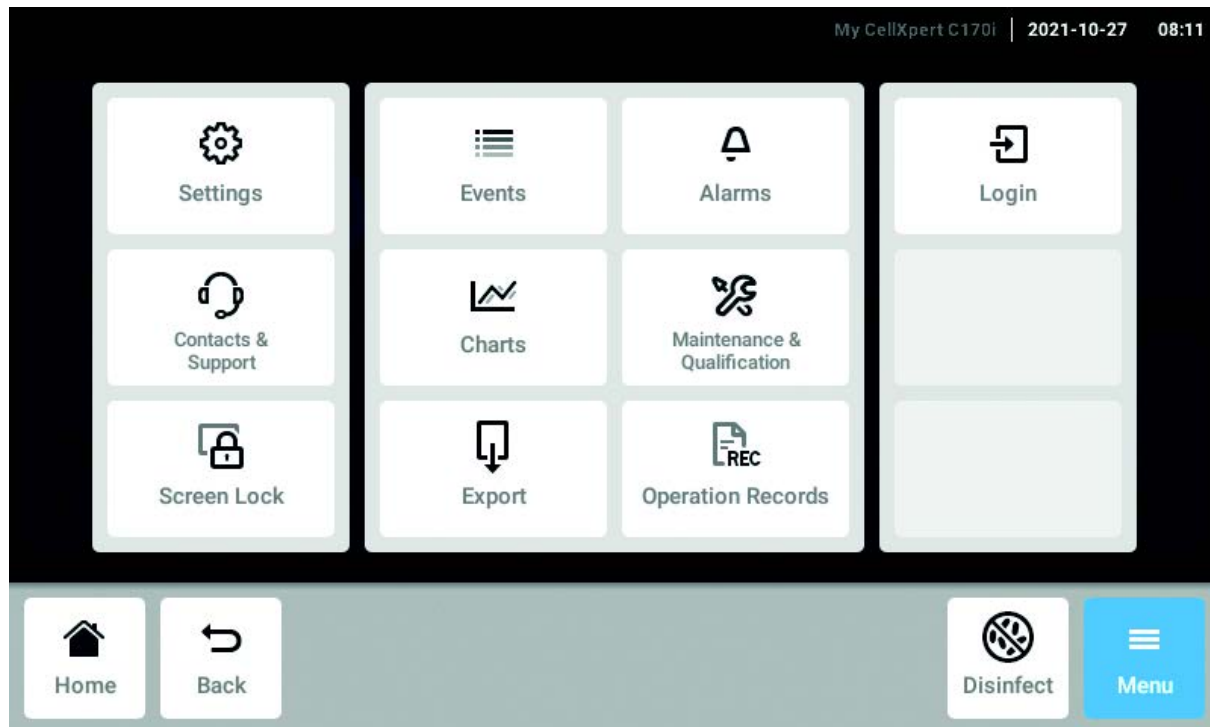 My CellXpert C170i | 2021-10-27 08:11
Settings
Events
Alarms
Login
Contacts &
Support
Charts
Maintenance &
Qualification
Screen Lock
Export
REC
Operation Records
Home
Back
Disinfect
Menu